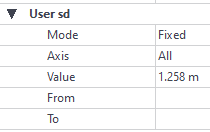 User sd
Mode Fixed
Axis All
Value 1.258 m
From
To